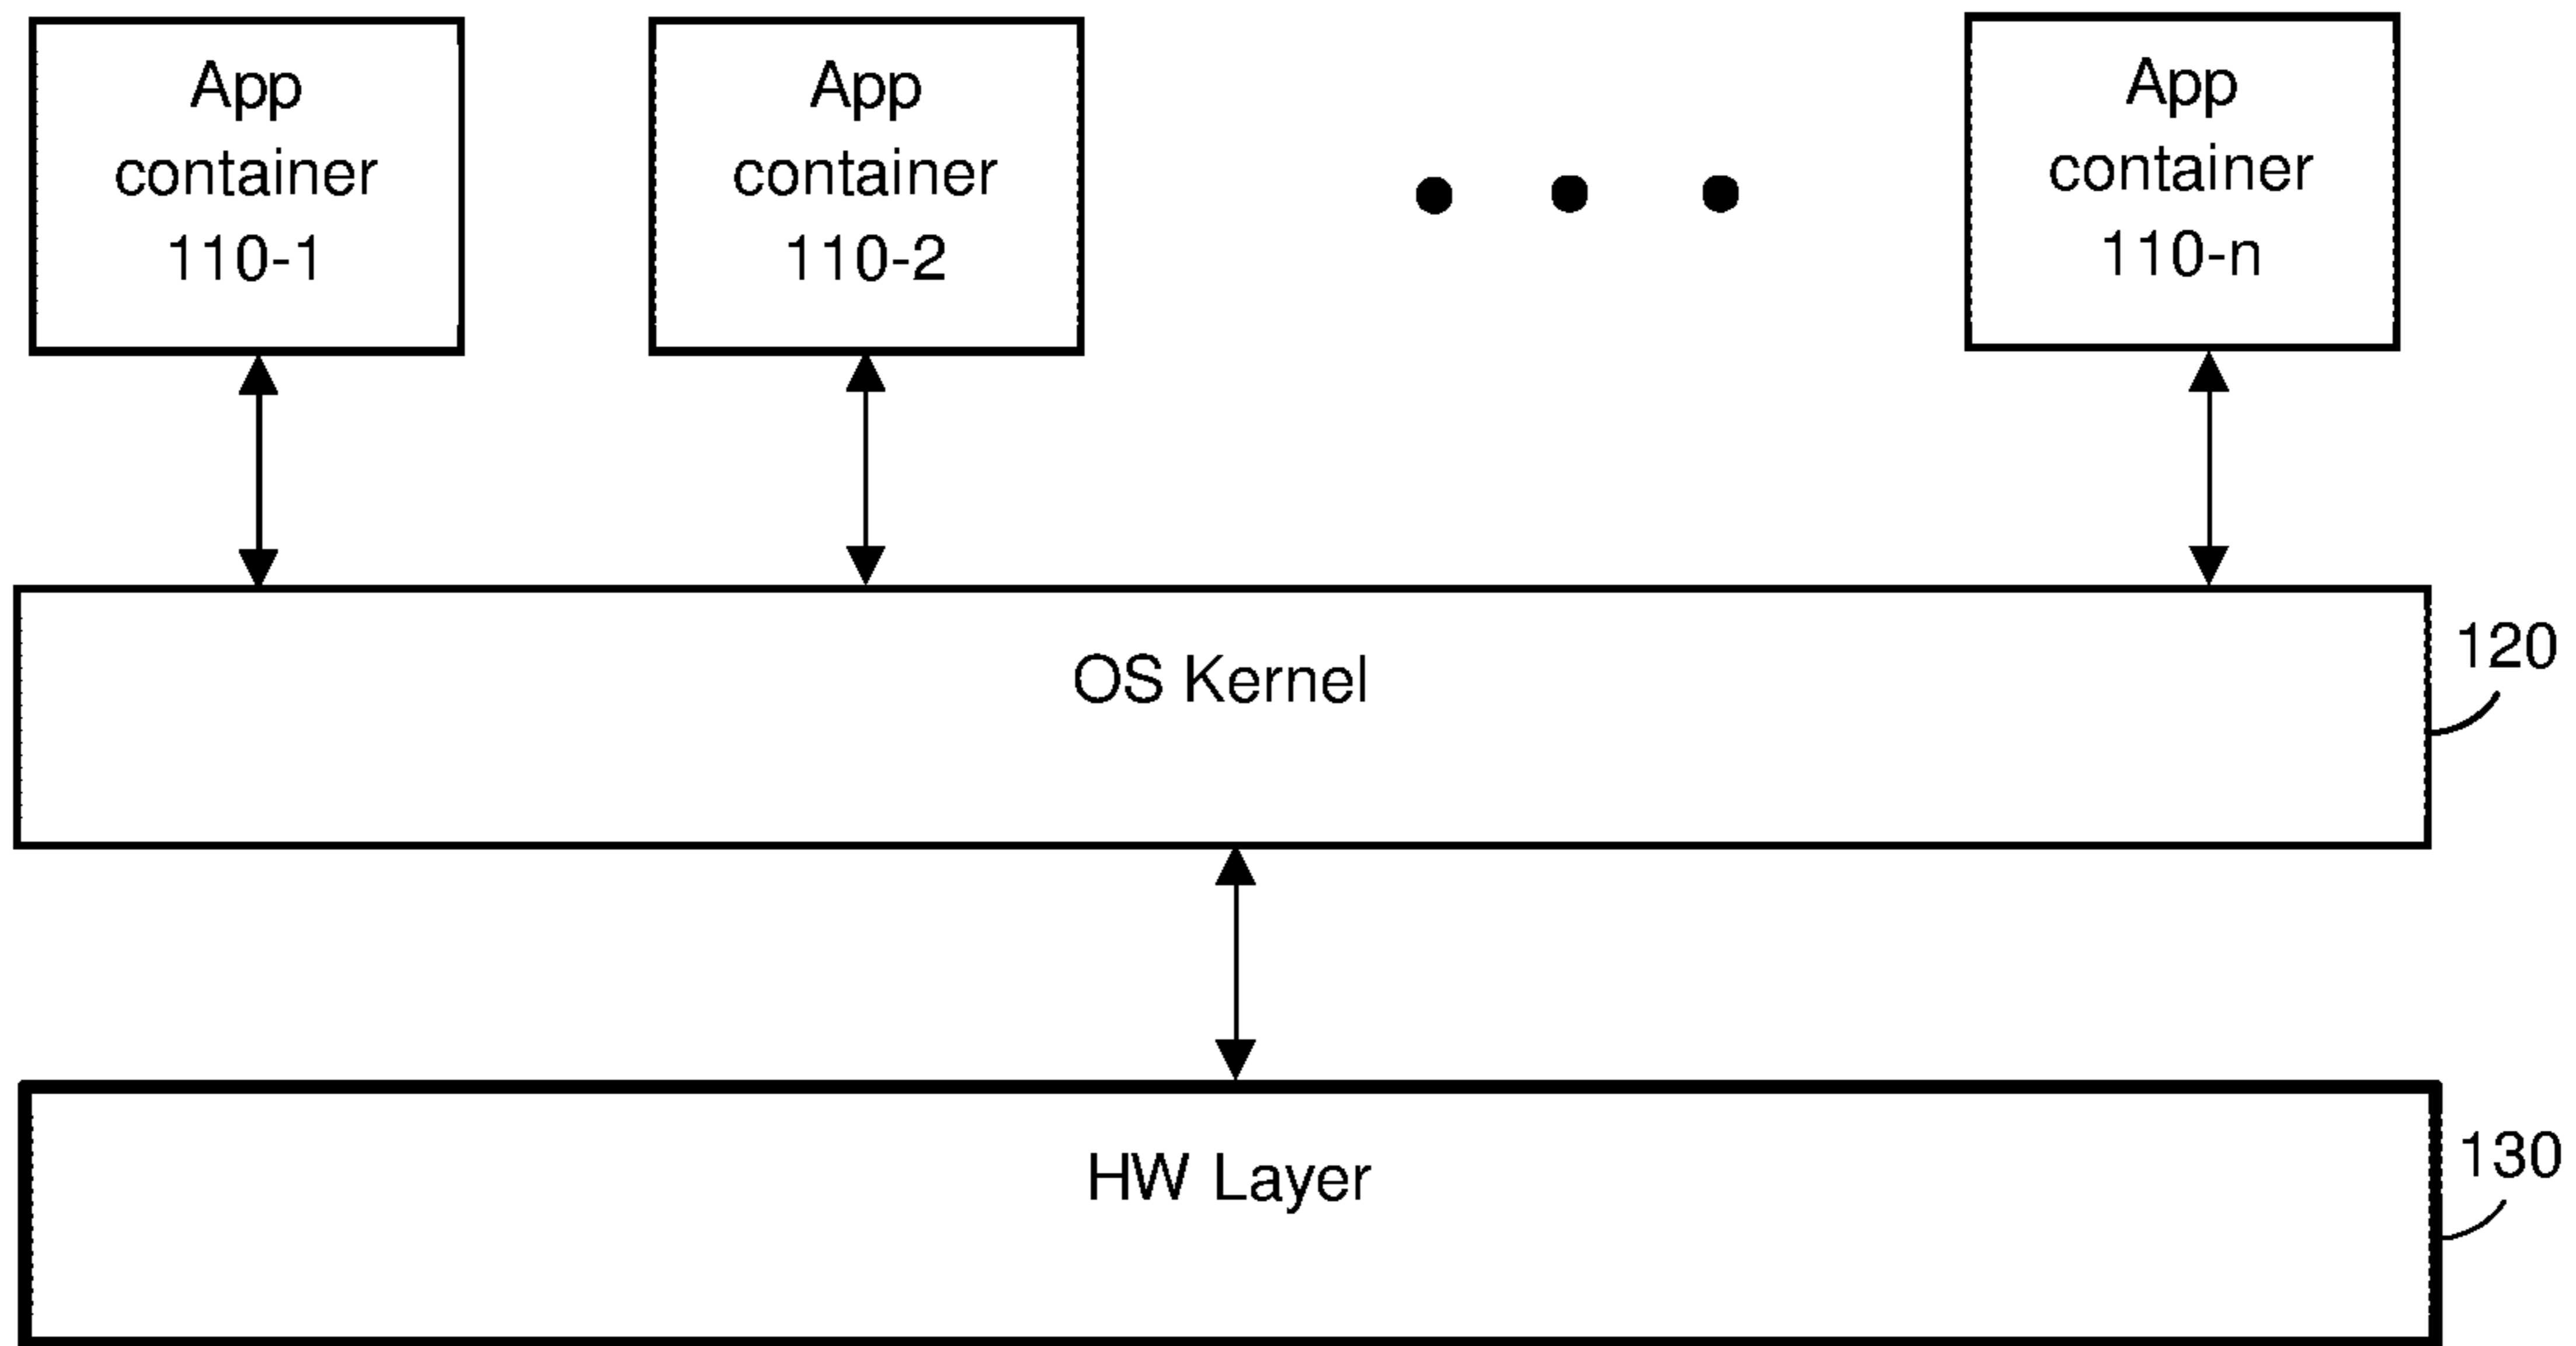 App
container
110-1
App
container
110-2
App
container
110-n
OS Kernel
120
HW Layer
130